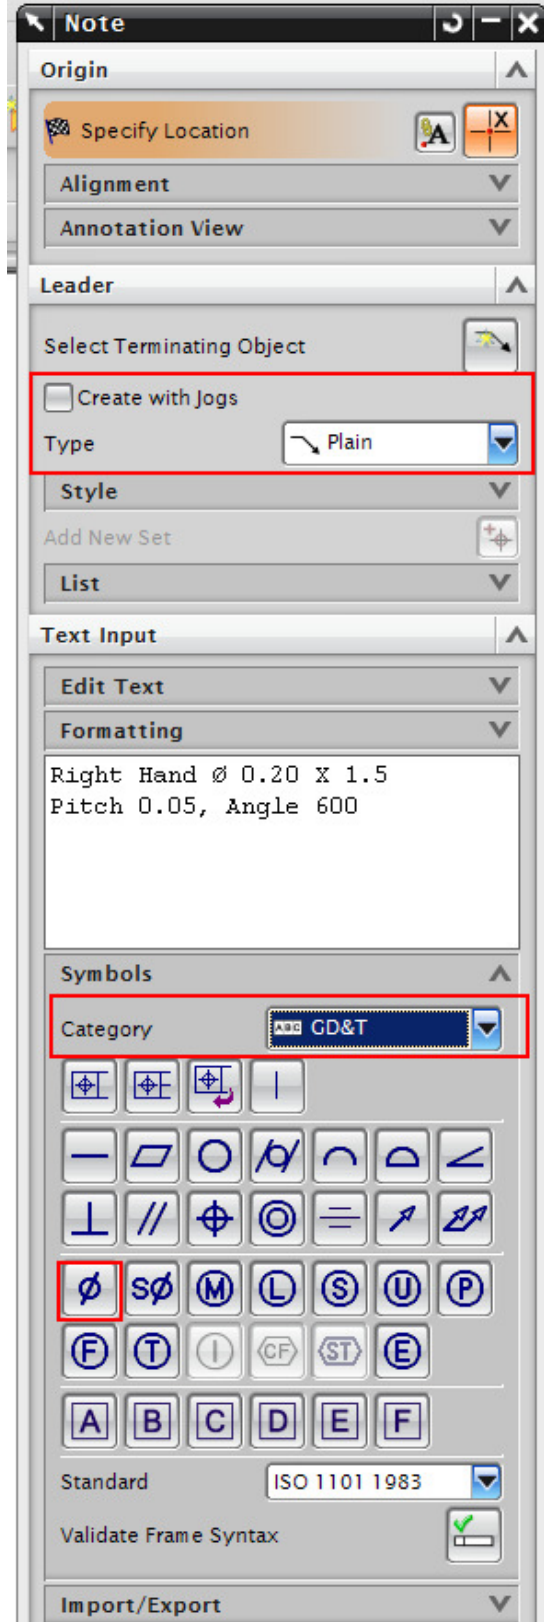 Note
Origin
Specify Location
A X
Alignment
Annotation View
Leader
Select Terminating Object
Create with Jogs
Type Plain
Style
Add New Set
List
Text Input
Edit Text
Formatting
Right Hand Ø 0.20 X 1.5
Pitch 0.05, Angle 600
Symbols
Category ABC GD&T
Ø SØ M L S U P
F T I CF ST E
A B C D E F
Standard ISO 1101 1983
Validate Frame Syntax
Import/Export